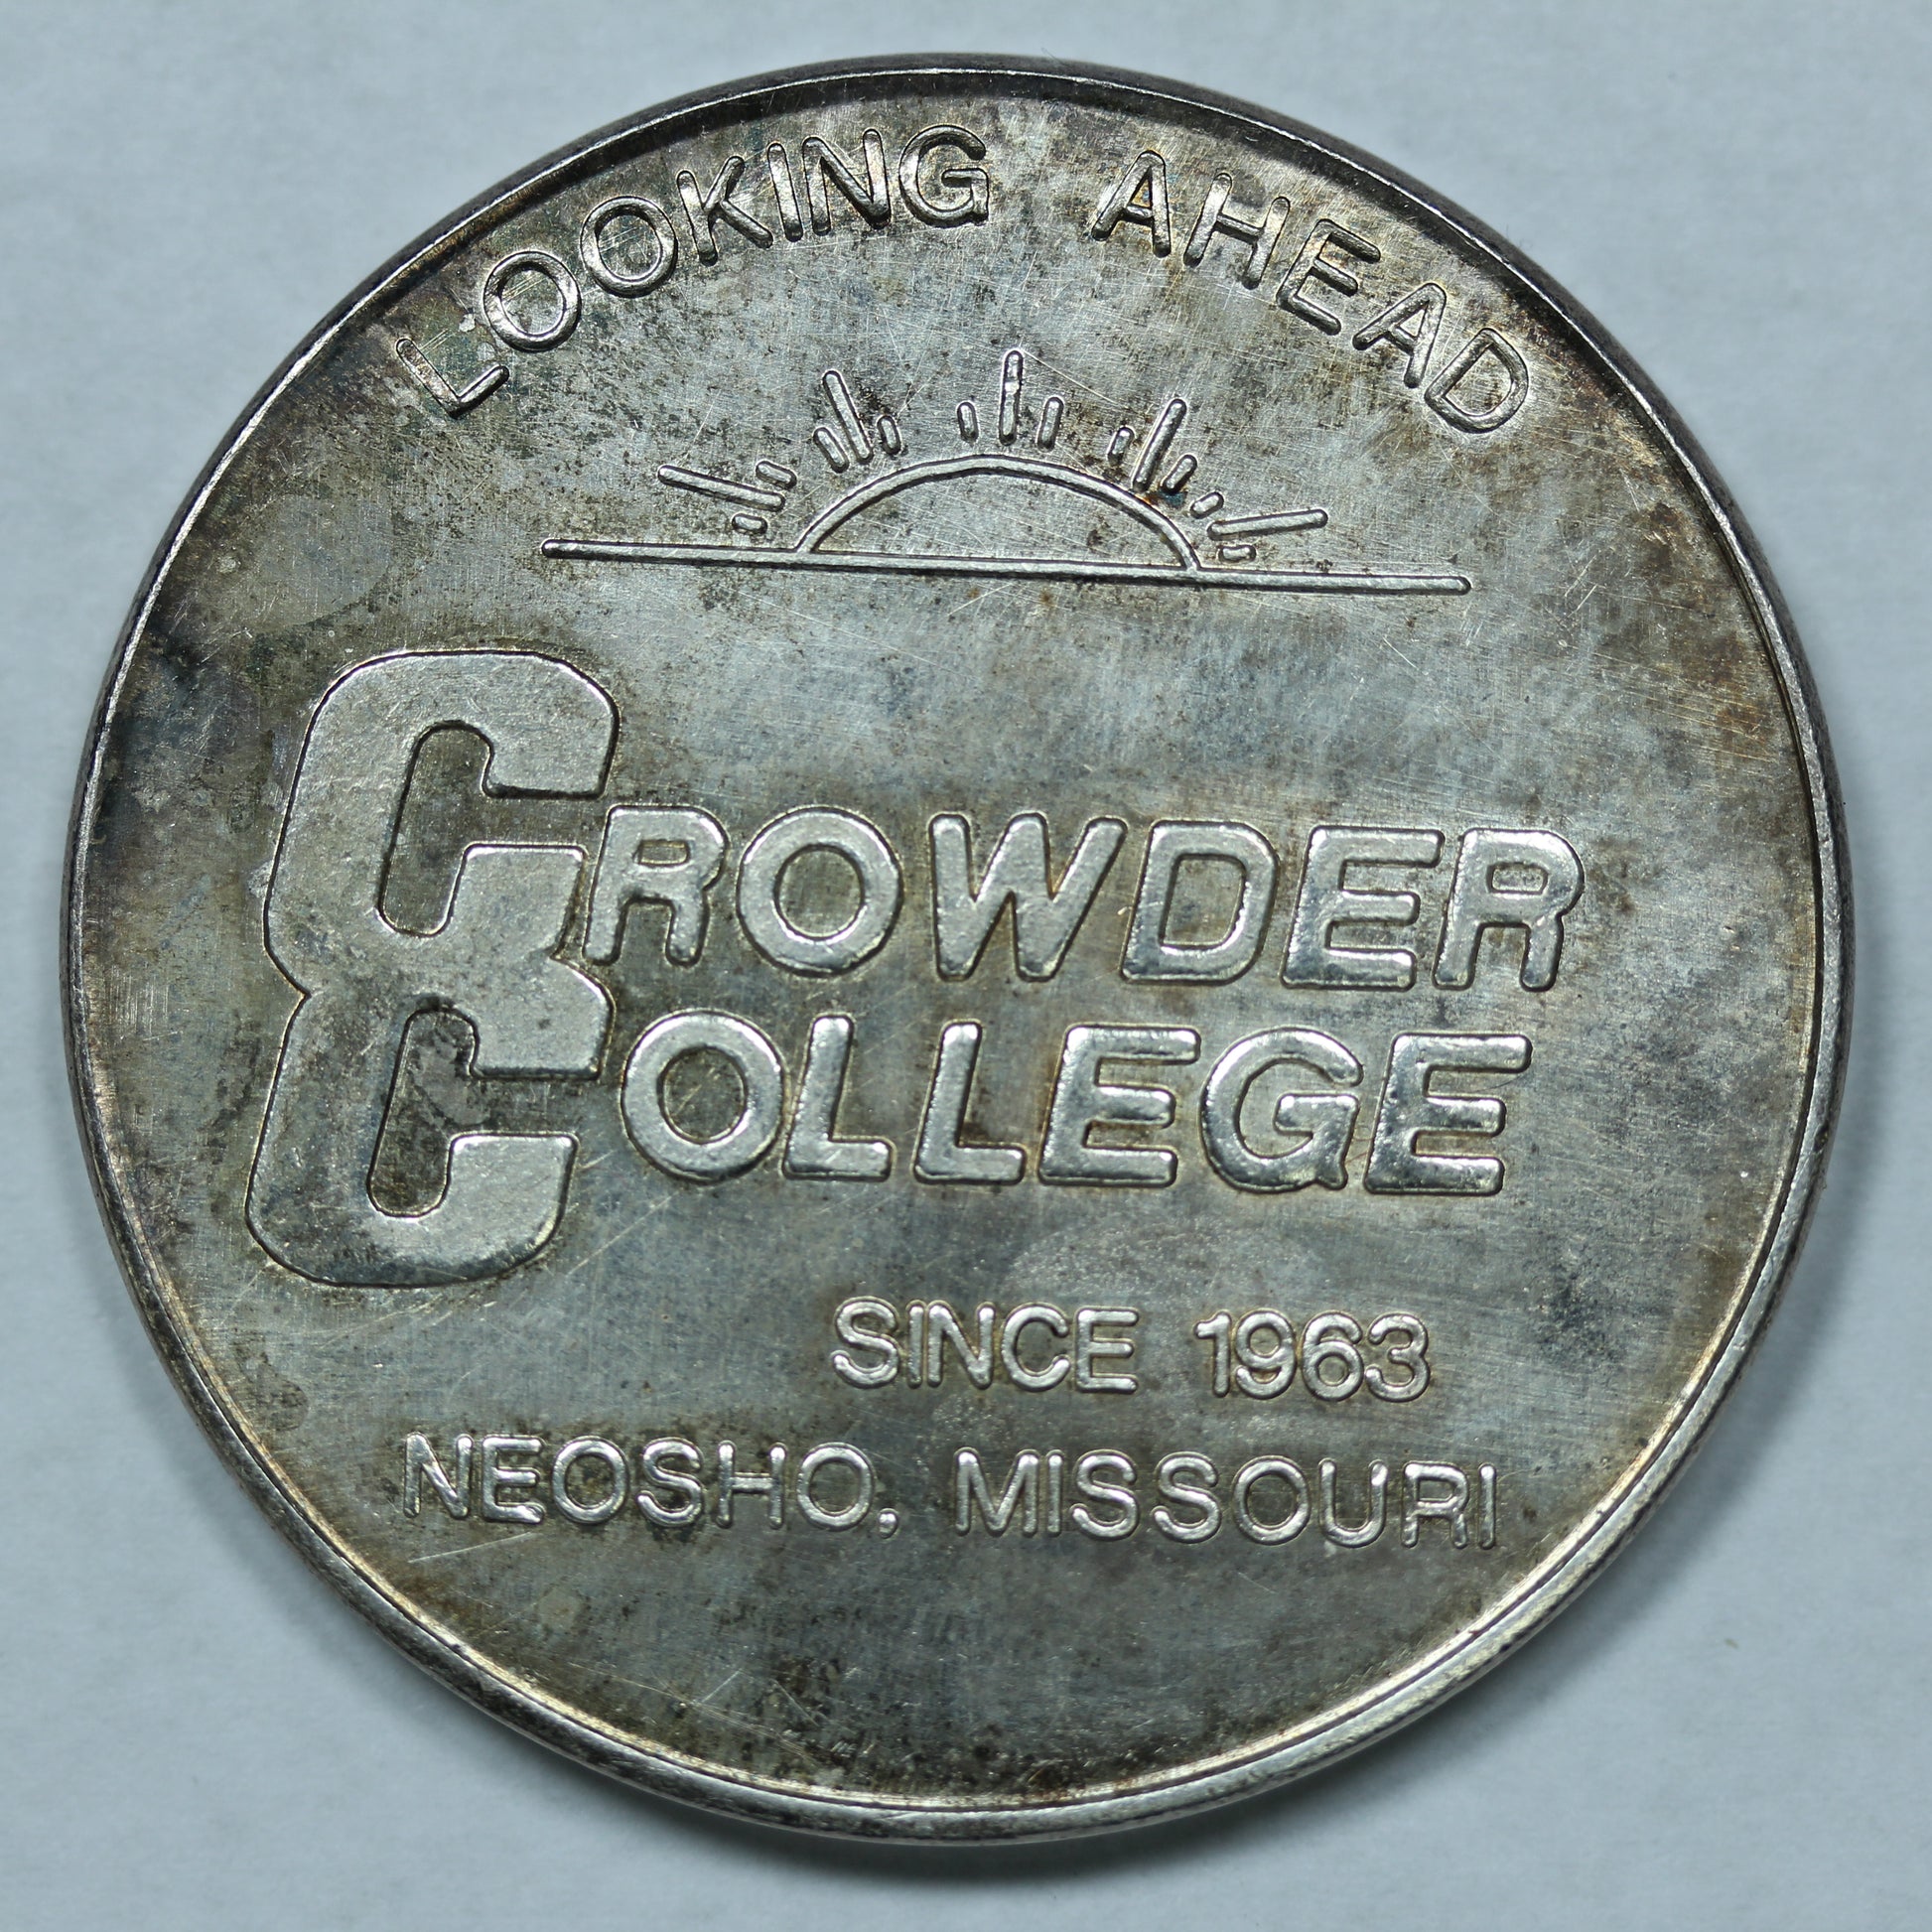 LOOKING AHEAD
CROWDER
COLLEGE
SINCE 1963
NEOSHO, MISSOURI